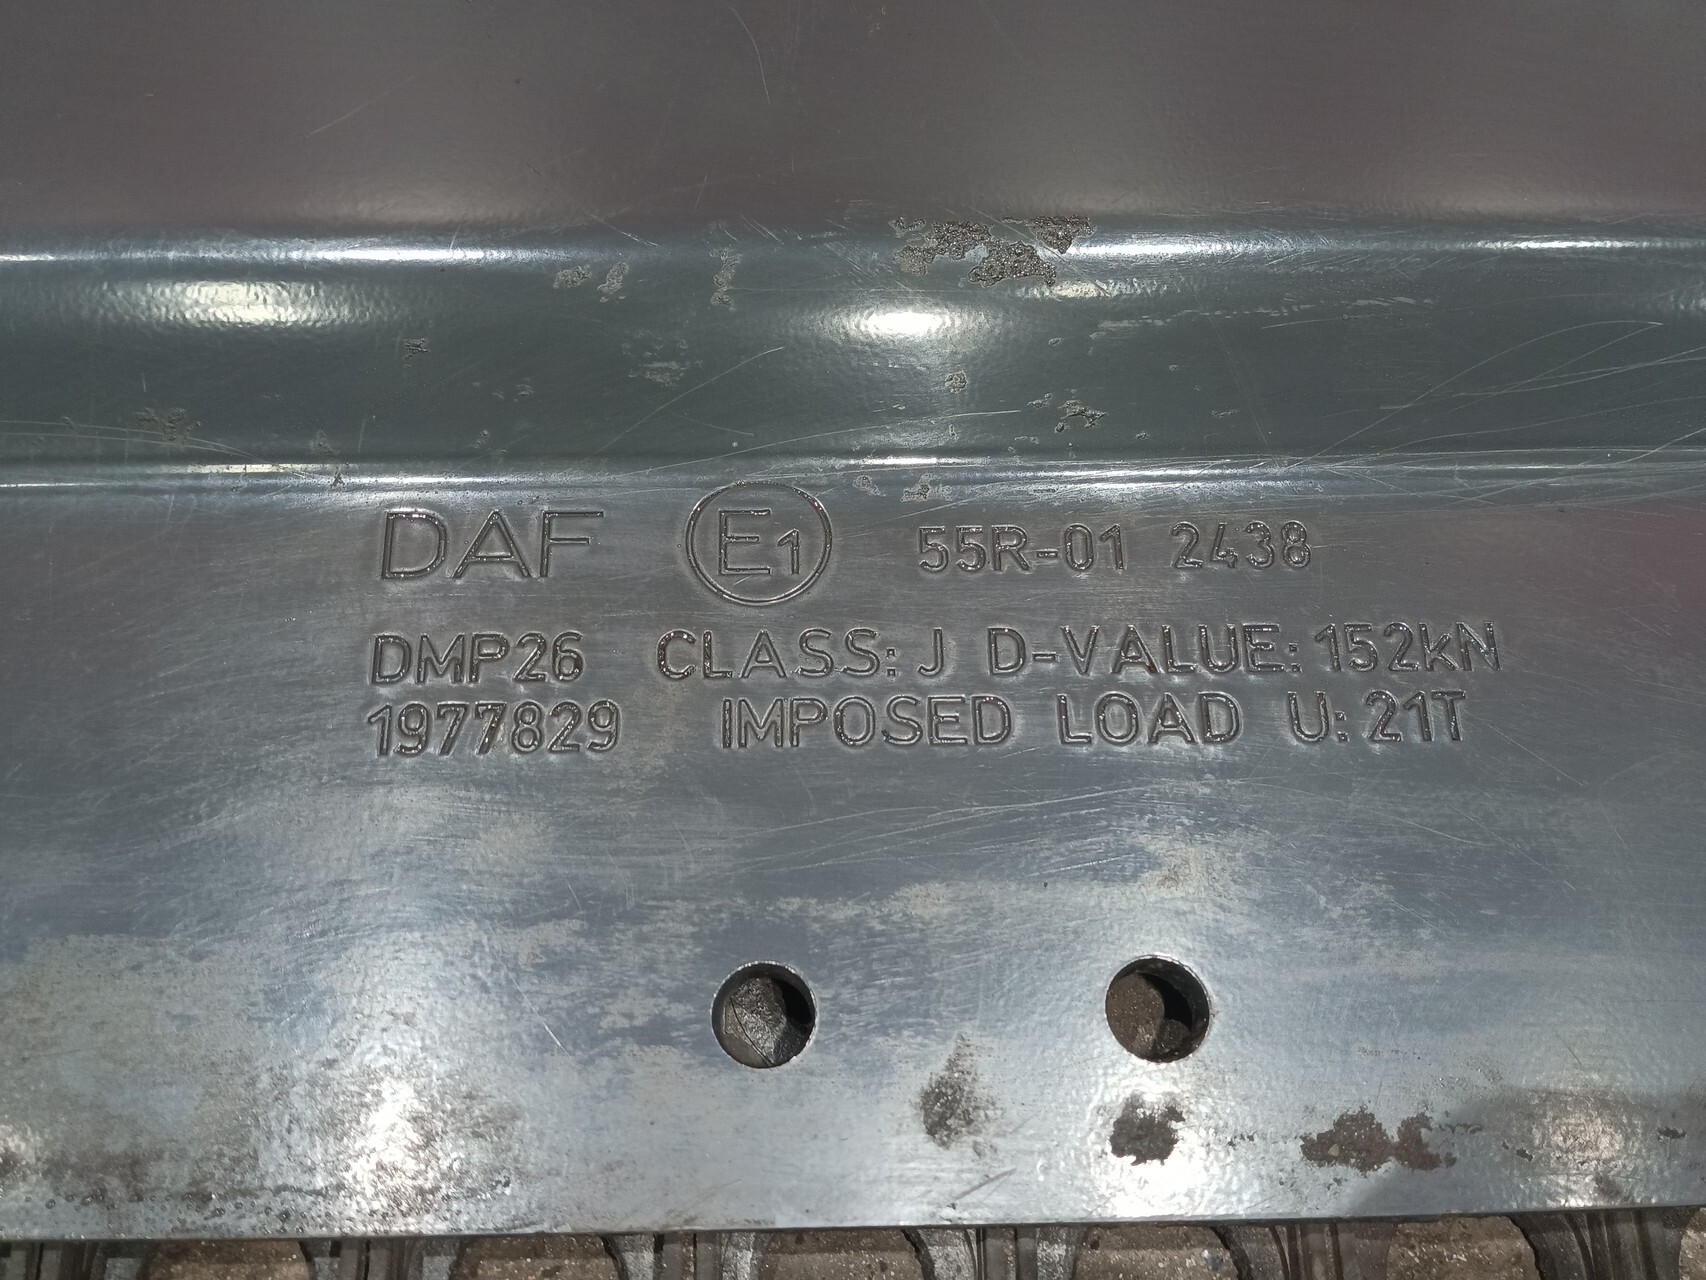 DAF E1 55R-01 2438
DMP26 CLASS: J D-VALUE: 152kN
1977829 IMPOSED LOAD U: 21T